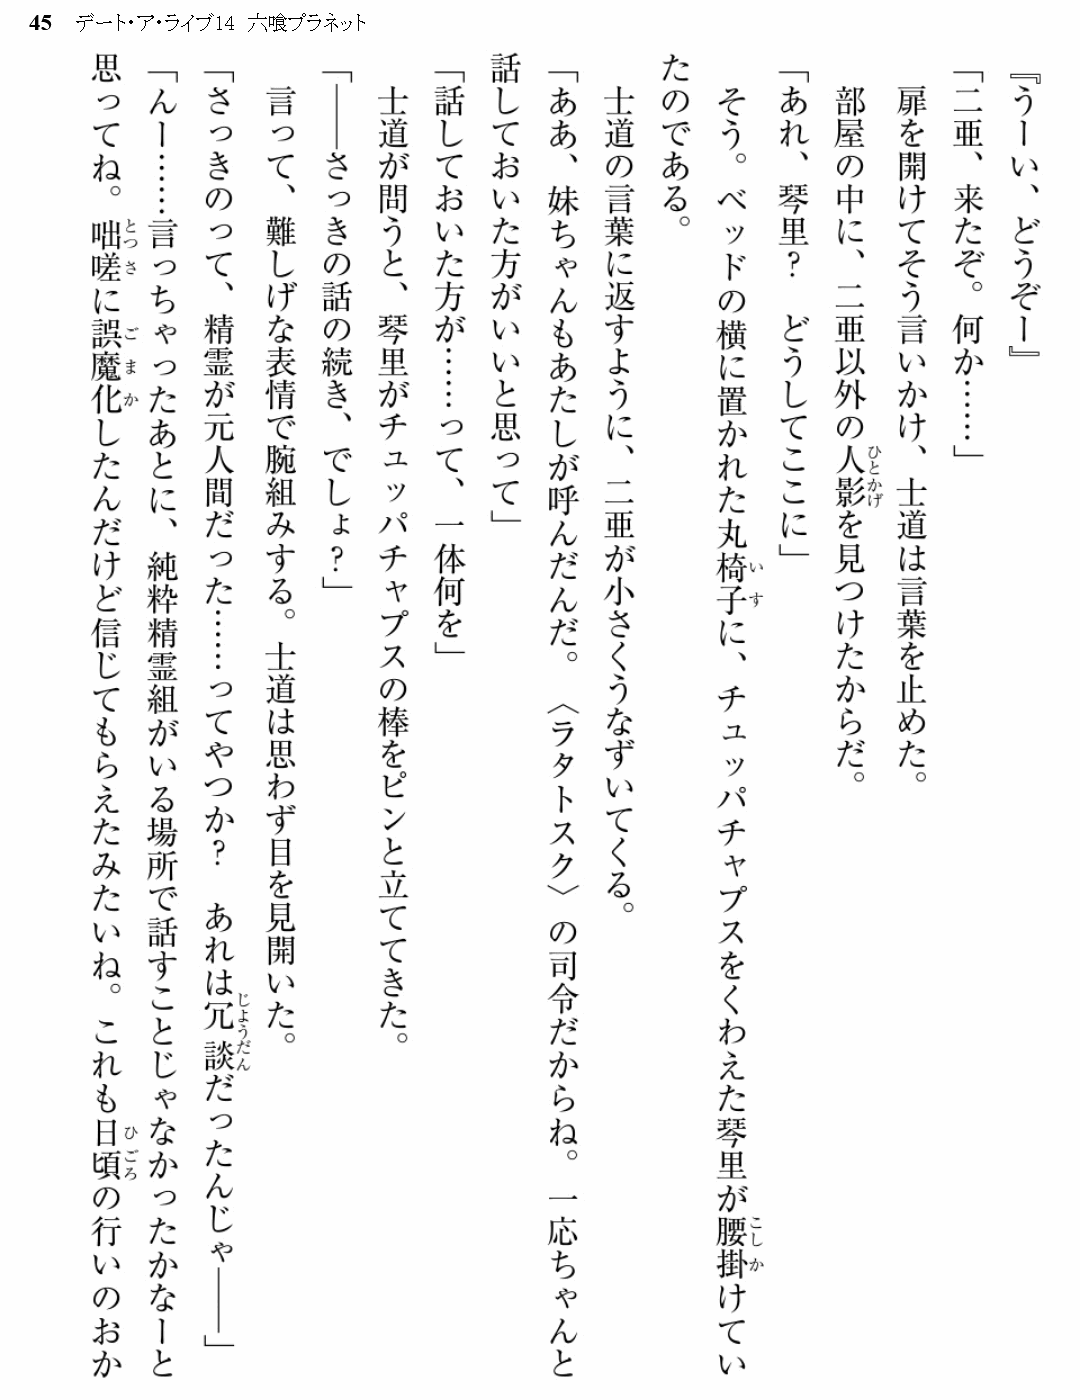 45 デート・ア・ライブ14 六喰プラネット
『うーい、どうぞー』
「二亜、来たぞ。何か……」
扉を開けてそう言いかけ、士道は言葉を止めた。
部屋の中に、二亜以外の人影を見つけたからだ。
「あれ、琴里？　どうしてここに」
そう。ベッドの横に置かれた丸椅子に、チュッパチャプスをくわえた琴里が腰掛けてい
たのである。
士道の言葉に返すように、二亜が小さくうなずいてくる。
「ああ、妹ちゃんもあたしが呼んだんだ。〈ラタトスク〉の司令だからね。一応ちゃんと
話しておいた方がいいと思って」
「話しておいた方が……って、一体何を」
士道が問うと、琴里がチュッパチャプスの棒をピンと立ててきた。
「――さっきの話の続き、でしょ？」
言って、難しげな表情で腕組みする。士道は思わず目を見開いた。
「さっきのって、精霊が元人間だった……ってやつか？　あれは冗談だったんじゃ――」
「んー……言っちゃったあとに、純粋精霊組がいる場所で話すことじゃなかったかなーと
思ってね。咄嗟に誤魔化したんだけど信じてもらえたみたいね。これも日頃の行いのおか